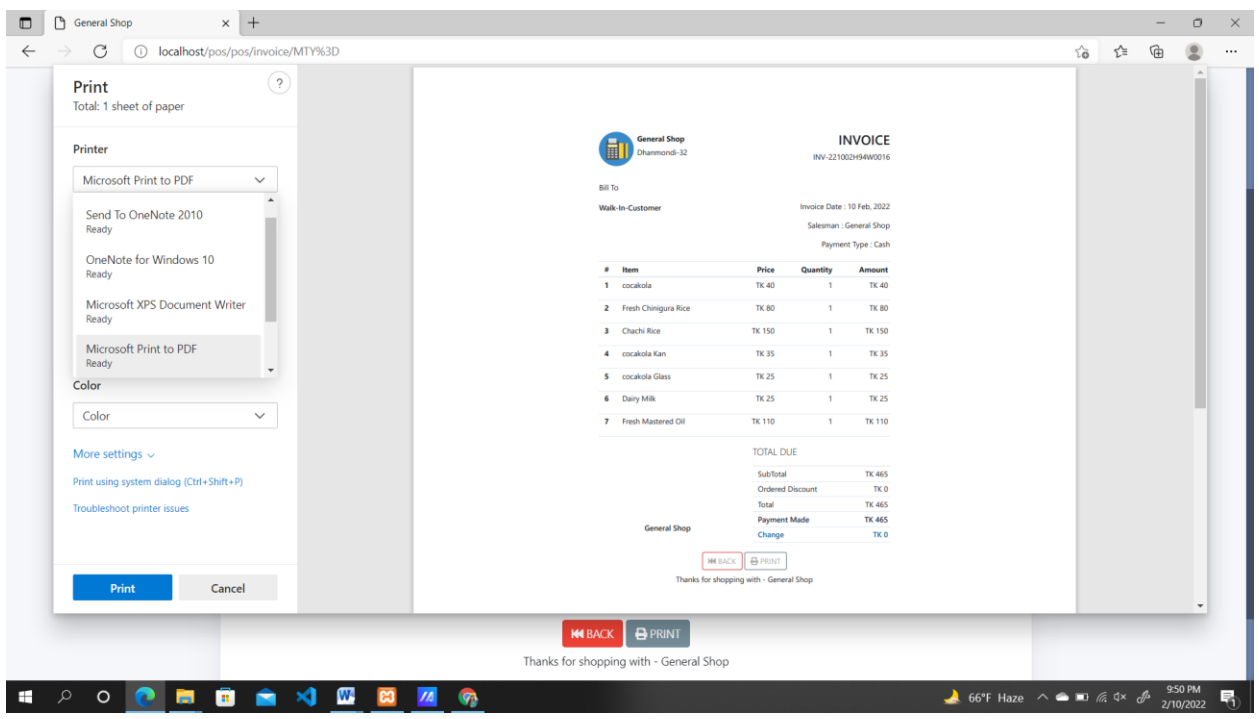 General Shop
localhost/pos/pos/invoice/MTY%3D
Print
?
Total: 1 sheet of paper
Printer
Microsoft Print to PDF
Send To OneNote 2010
Ready
OneNote for Windows 10
Ready
Microsoft XPS Document Writer
Ready
Microsoft Print to PDF
Ready
Color
Color
More settings
Print using system dialog (Ctrl+Shift+P)
Troubleshoot printer issues
Print Cancel
General Shop INVOICE
Dhanmondi-32 INV-221002H94W0016
Bill To
Walk-In-Customer Invoice Date : 10 Feb, 2022
Salesman : General Shop
Payment Type : Cash
# Item Price Quantity Amount
1 cocakola TK 40 1 TK 40
2 Fresh Chinigura Rice TK 80 1 TK 80
3 Chachi Rice TK 150 1 TK 150
4 cocakola Kan TK 35 1 TK 35
5 cocakola Glass TK 25 1 TK 25
6 Dairy Milk TK 25 1 TK 25
7 Fresh Mastered Oil TK 110 1 TK 110
TOTAL DUE
SubTotal TK 465
Ordered Discount TK 0
Total TK 465
Payment Made TK 465
General Shop
Change TK 0
BACK PRINT
Thanks for shopping with - General Shop
BACK PRINT
Thanks for shopping with - General Shop
66°F Haze
9:50 PM
2/10/2022
1